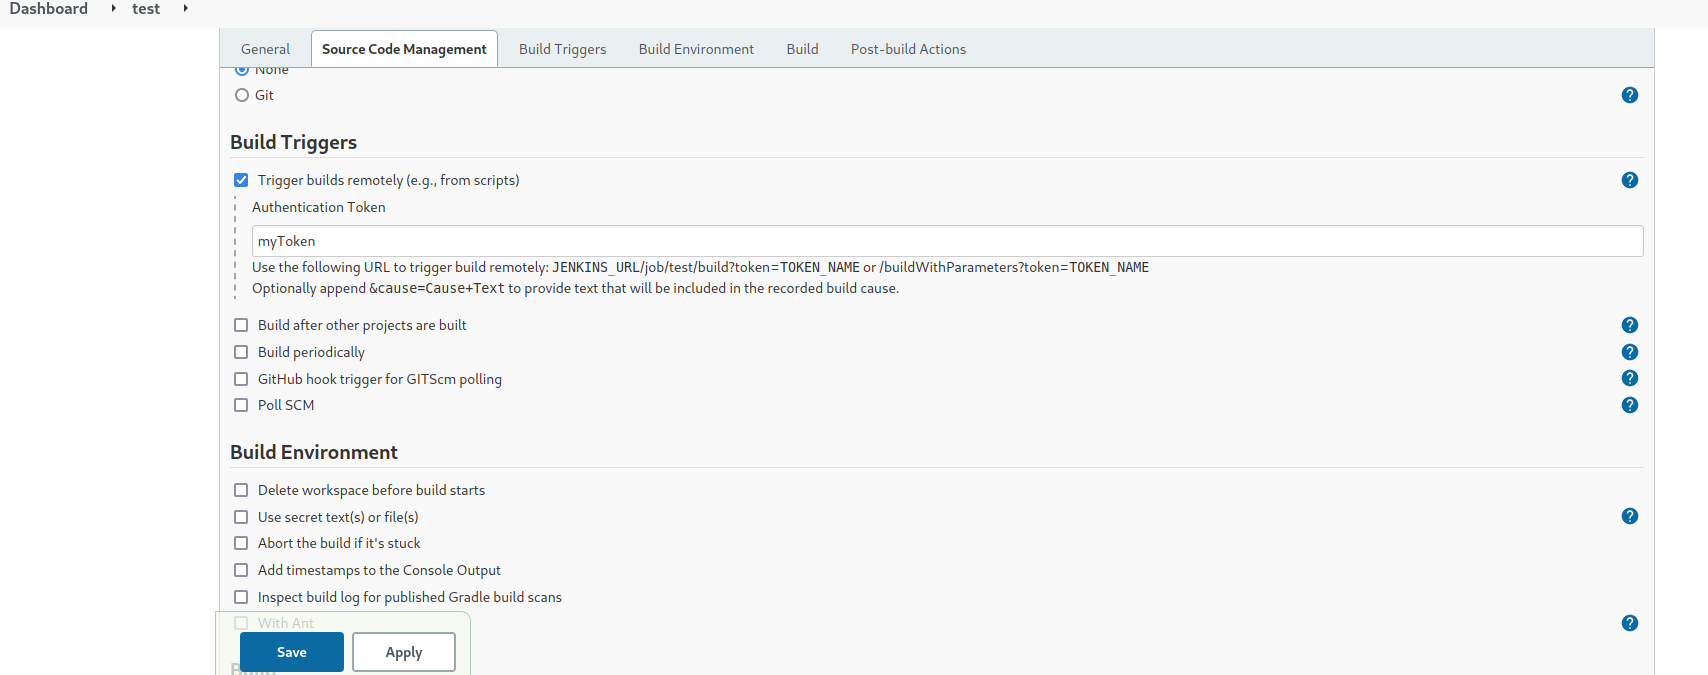 Dashboard test
General Source Code Management Build Triggers Build Environment Build Post-build Actions
None
Git
Build Triggers
Trigger builds remotely (e.g., from scripts)
Authentication Token
myToken
Use the following URL to trigger build remotely: JENKINS_URL/job/test/build?token=TOKEN_NAME or /buildWithParameters?token=TOKEN_NAME
Optionally append &cause=Cause+Text to provide text that will be included in the recorded build cause.
Build after other projects are built
Build periodically
GitHub hook trigger for GITScm polling
Poll SCM
Build Environment
Delete workspace before build starts
Use secret text(s) or file(s)
Abort the build if it's stuck
Add timestamps to the Console Output
Inspect build log for published Gradle build scans
With Ant
Save Apply
Build